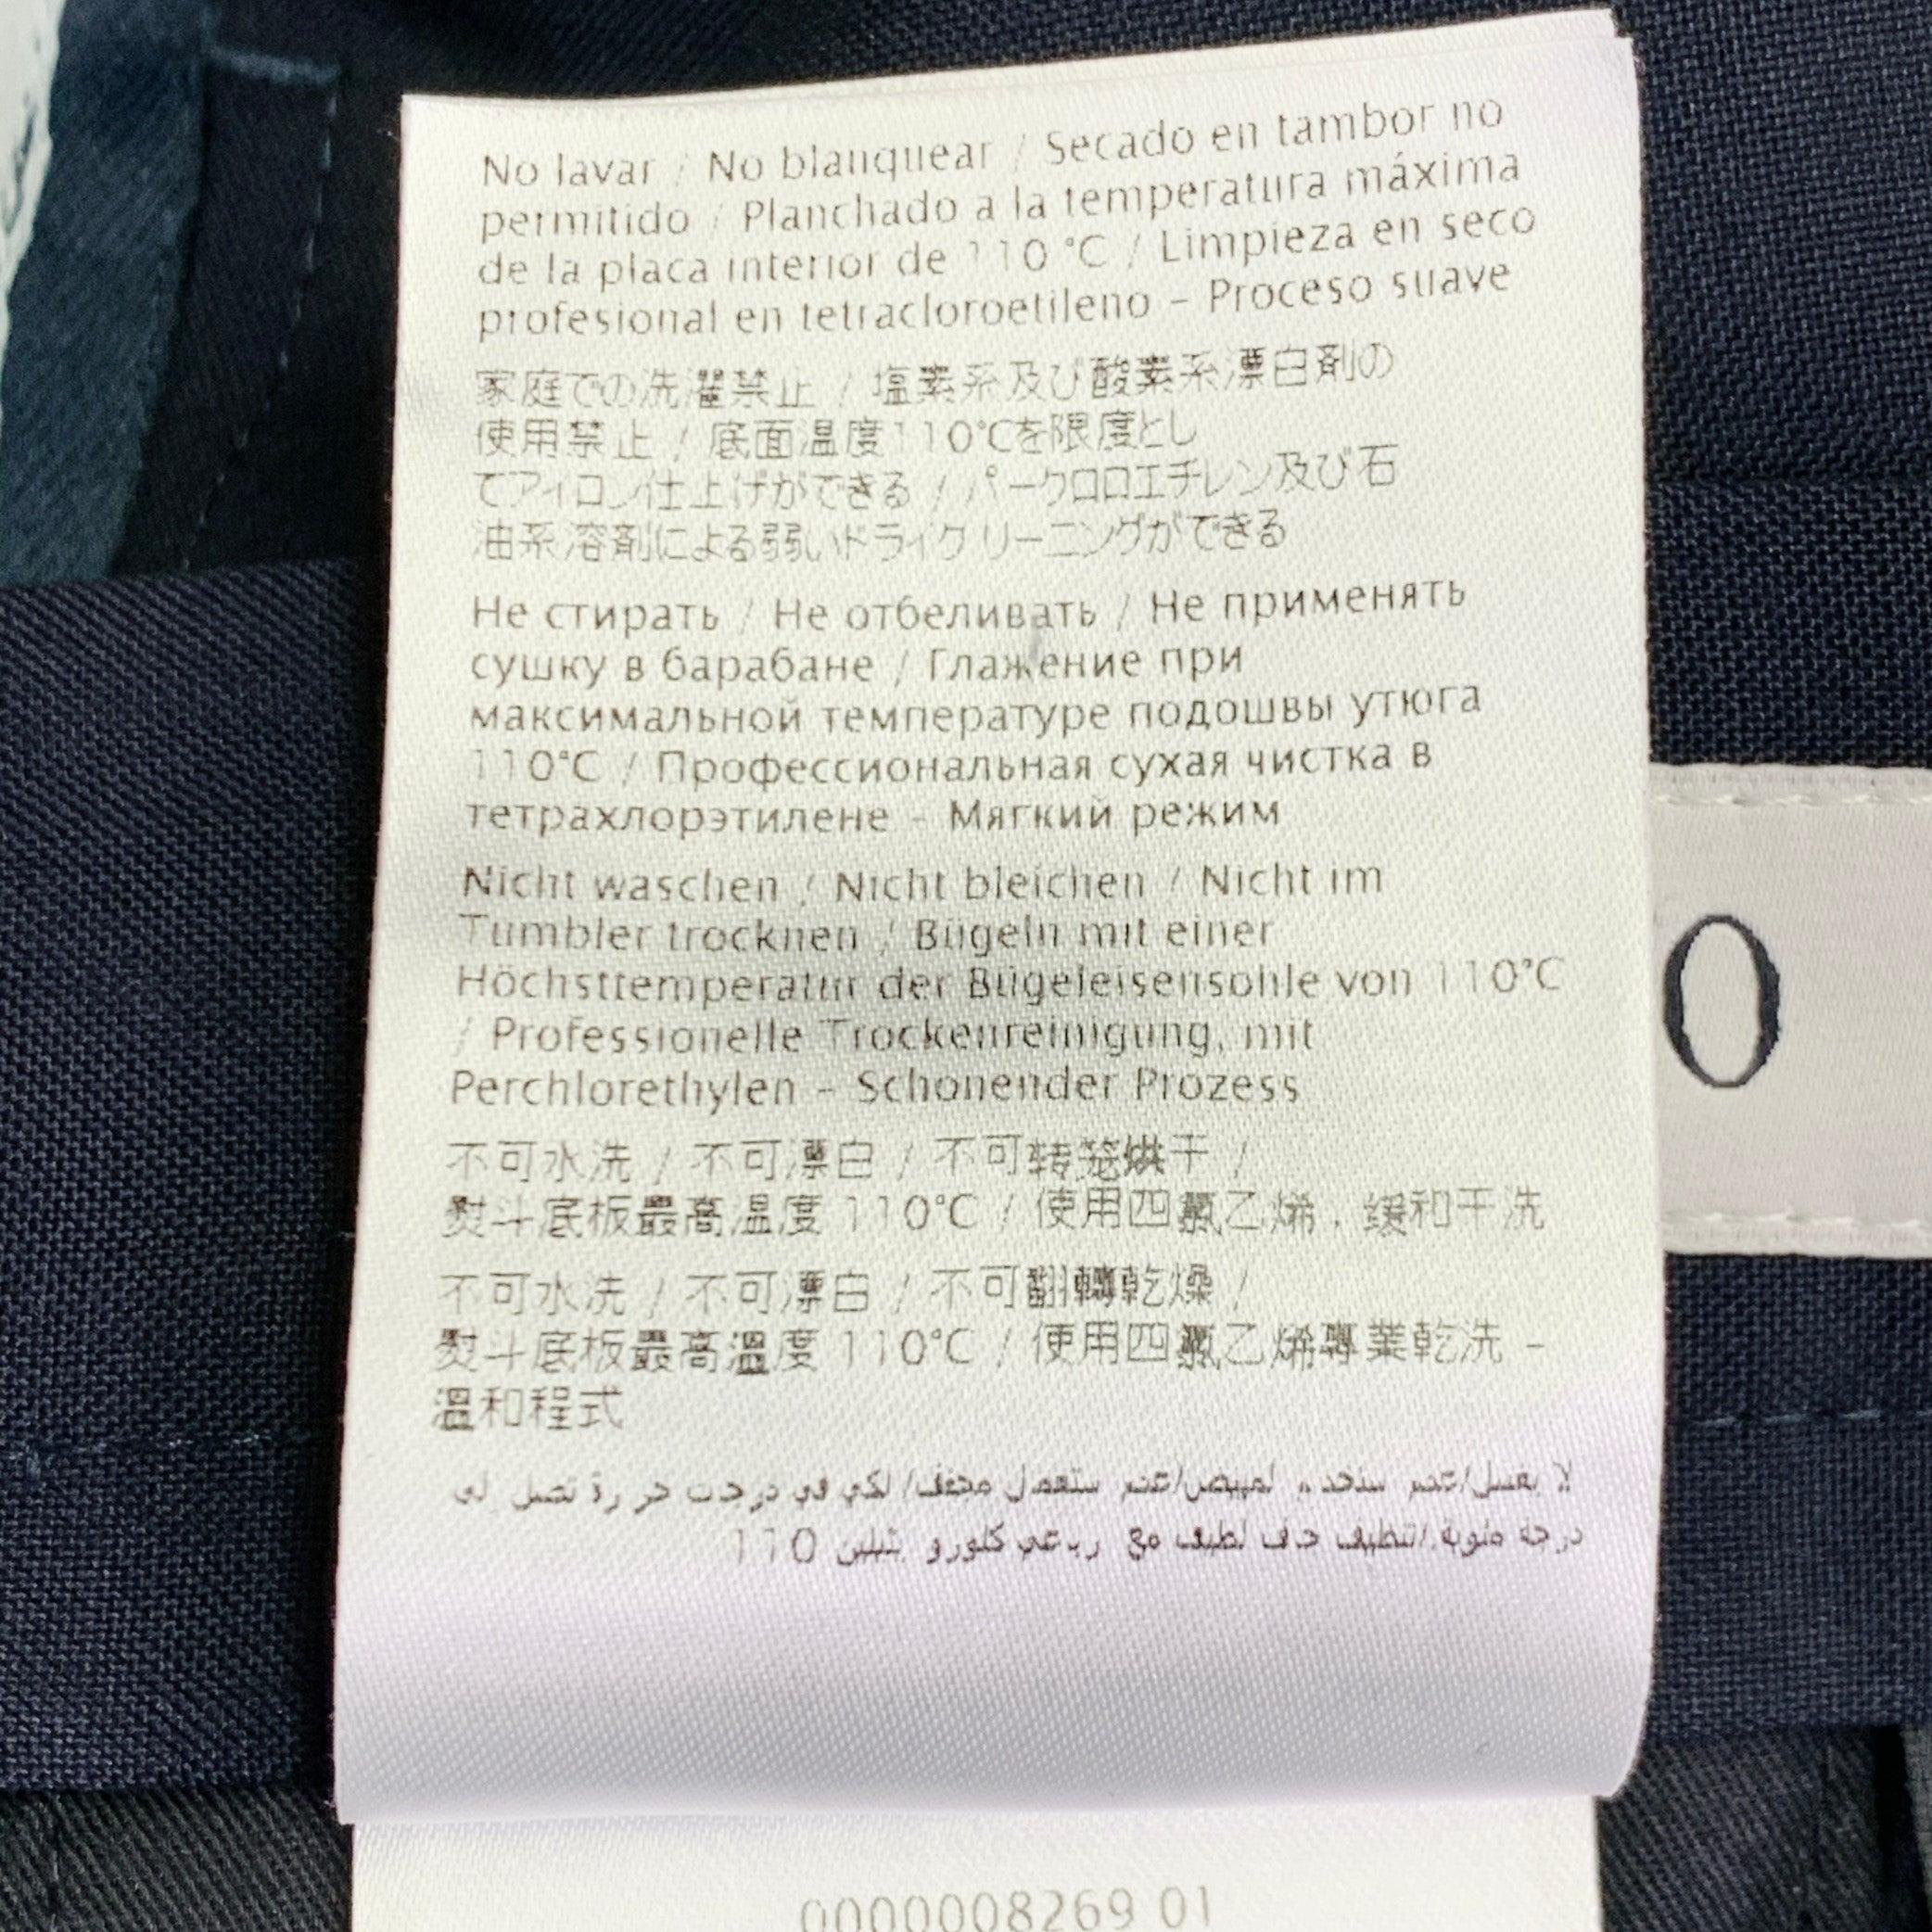 No lavar / No blanquear / Secado en tambor no
permitido / Planchado a la temperatura máxima
de la placa interior de 110 °C / Limpieza en seco
profesional en tetracloroetileno – Proceso suave
家庭での洗濯禁止 / 塩素系及び酸素系漂白剤の
使用禁止 / 底面温度110℃を限度とし
てアイロン仕上げができる / パークロロエチレン及び石
油系溶剤による弱いドライクリーニングができる
Не стирать / Не отбеливать / Не применять
сушку в барабане / Глажение при
максимальной температуре подошвы утюга
110°C / Профессиональная сухая чистка в
тетрахлорэтилене – Мягкий режим
Nicht waschen / Nicht bleichen / Nicht im
Tumbler trocknen / Bügeln mit einer
Höchsttemperatur der Bügeleisensohle von 110°C
/ Professionelle Trockenreinigung, mit
Perchlorethylen – Schonender Prozess
不可水洗 / 不可漂白 / 不可转笼烘干 /
熨斗底板最高温度 110°C / 使用四氯乙烯，缓和干洗
不可水洗 / 不可漂白 / 不可翻轉乾燥 /
熨斗底板最高溫度 110°C / 使用四氯乙烯專業乾洗 –
溫和程式
لا يغسل/
لطيف مع 110
0000008269 01
0